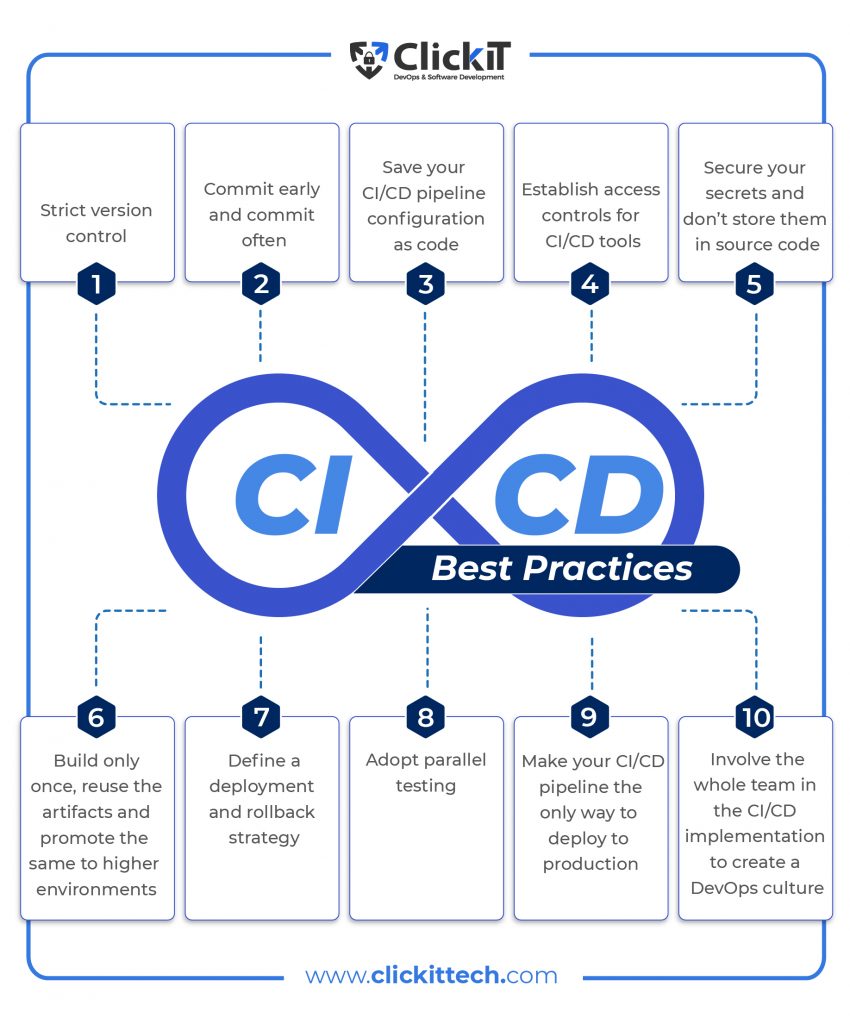 ClickIT
DevOps & Software Development
Strict version
control
1
Commit early
and commit
often
2
Save your
CI/CD pipeline
configuration
as code
3
Establish access
controls for
CI/CD tools
4
Secure your
secrets and
don't store them
in source code
5
CI CD
Best Practices
6
Build only
once, reuse the
artifacts and
promote the
same to higher
environments
7
Define a
deployment
and rollback
strategy
8
Adopt parallel
testing
9
Make your CI/CD
pipeline the
only way to
deploy to
production
10
Involve the
whole team in
the CI/CD
implementation
to create a
DevOps culture
www.clickittech.com